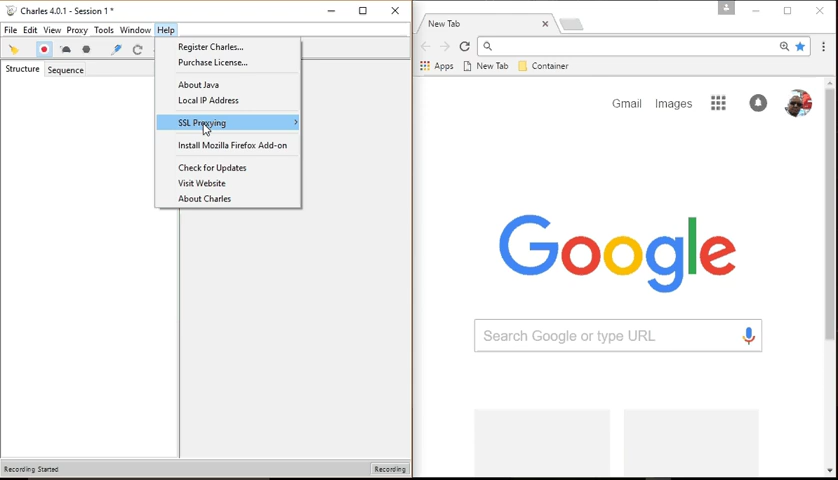 Charles 4.0.1 - Session 1 *
File Edit View Proxy Tools Window Help
Structure Sequence
Register Charles...
Purchase License...
About Java
Local IP Address
SSL Proxying
Install Mozilla Firefox Add-on
Check for Updates
Visit Website
About Charles
Recording Started
Recording
New Tab
Apps New Tab Container
Gmail Images
Google
Search Google or type URL